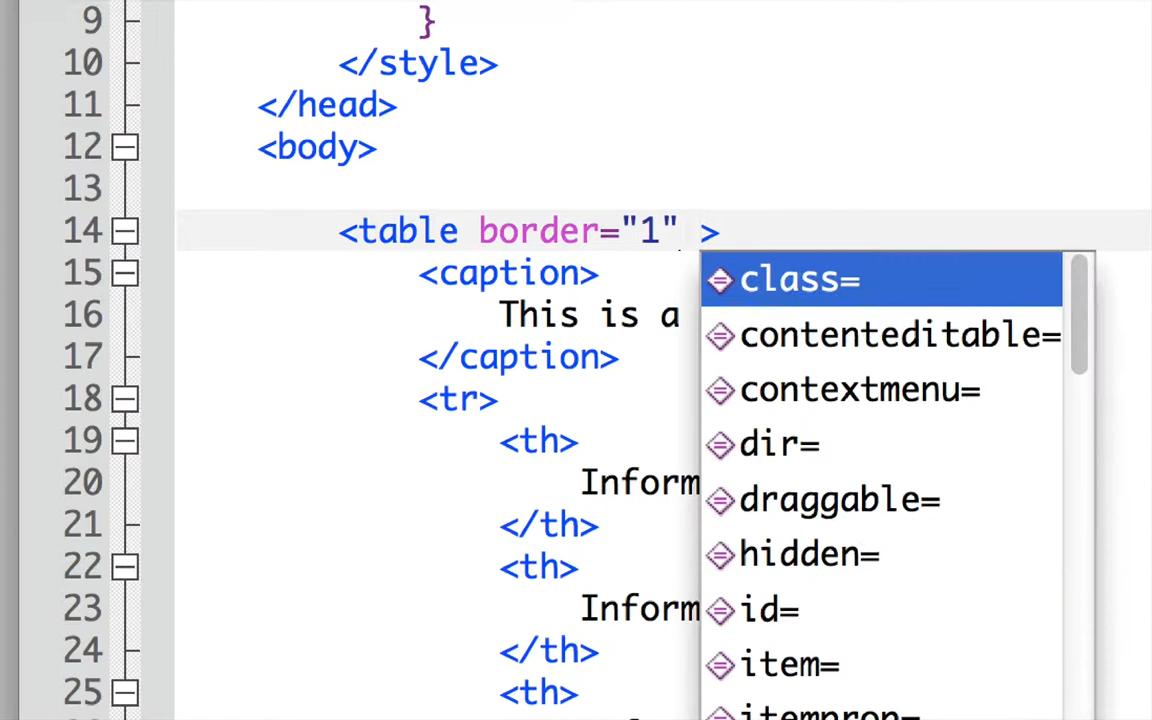 9 }
10 </style>
11 </head>
12 <body>
13
14 <table border="1" >
15 <caption>
16 This is a
17 </caption>
18 <tr>
19 <th>
20 Inform
21 </th>
22 <th>
23 Inform
24 </th>
25 <th>
class=
contenteditable=
contextmenu=
dir=
draggable=
hidden=
id=
item=
itemprop=